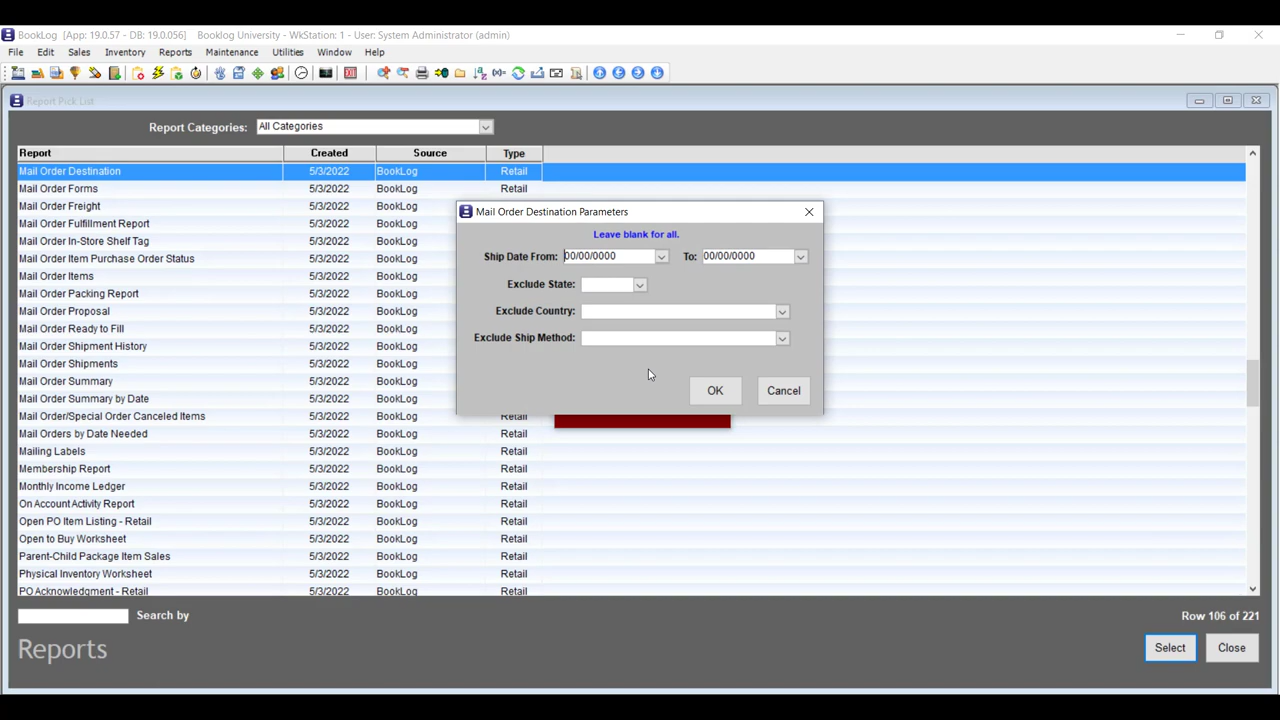 BookLog [App: 19.0.57 - DB: 19.0.056] Booklog University - WkStation: 1 - User: System Administrator (admin)
File Edit Sales Inventory Reports Maintenance Utilities Window Help
Report Pick List
Report Categories: All Categories
Report Created Source Type
Mail Order Destination 5/3/2022 BookLog Retail
Mail Order Forms 5/3/2022 BookLog Retail
Mail Order Freight 5/3/2022 BookLog
Mail Order Fulfillment Report 5/3/2022 BookLog
Mail Order In-Store Shelf Tag 5/3/2022 BookLog
Mail Order Item Purchase Order Status 5/3/2022 BookLog
Mail Order Items 5/3/2022 BookLog
Mail Order Packing Report 5/3/2022 BookLog
Mail Order Proposal 5/3/2022 BookLog
Mail Order Ready to Fill 5/3/2022 BookLog
Mail Order Shipment History 5/3/2022 BookLog
Mail Order Shipments 5/3/2022 BookLog
Mail Order Summary 5/3/2022 BookLog
Mail Order Summary by Date 5/3/2022 BookLog
Mail Order/Special Order Canceled Items 5/3/2022 BookLog Retail
Mail Orders by Date Needed 5/3/2022 BookLog Retail
Mailing Labels 5/3/2022 BookLog Retail
Membership Report 5/3/2022 BookLog Retail
Monthly Income Ledger 5/3/2022 BookLog Retail
On Account Activity Report 5/3/2022 BookLog Retail
Open PO Item Listing - Retail 5/3/2022 BookLog Retail
Open to Buy Worksheet 5/3/2022 BookLog Retail
Parent-Child Package Item Sales 5/3/2022 BookLog Retail
Physical Inventory Worksheet 5/3/2022 BookLog Retail
PO Acknowledgment - Retail 5/3/2022 BookLog Retail
Mail Order Destination Parameters
Leave blank for all.
Ship Date From: 00/00/0000 To: 00/00/0000
Exclude State:
Exclude Country:
Exclude Ship Method:
OK Cancel
Search by Row 106 of 221
Reports Select Close